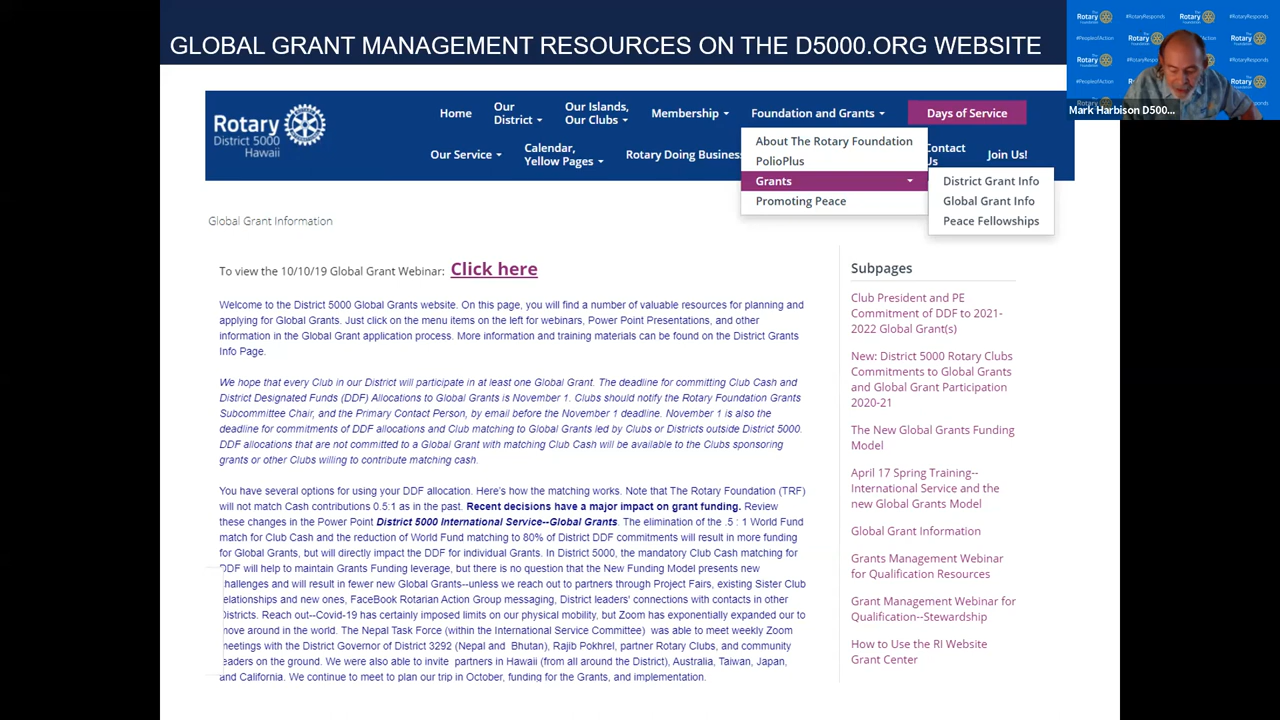 GLOBAL GRANT MANAGEMENT RESOURCES ON THE D5000.ORG WEBSITE
The Rotary Foundation
#RotaryResponds
The Rotary Foundation
#RotaryResponds
#PeopleofAction
Mark Harbison D500...
Rotary
District 5000
Hawaii
Home
Our District
Our Islands, Our Clubs
Membership
Foundation and Grants
Days of Service
Our Service
Calendar, Yellow Pages
Rotary Doing Business
Contact Us
Join Us!
About The Rotary Foundation
PolioPlus
Grants
Promoting Peace
District Grant Info
Global Grant Info
Peace Fellowships
Global Grant Information
To view the 10/10/19 Global Grant Webinar: Click here
Welcome to the District 5000 Global Grants website. On this page, you will find a number of valuable resources for planning and
applying for Global Grants. Just click on the menu items on the left for webinars, Power Point Presentations, and other
information in the Global Grant application process. More information and training materials can be found on the District Grants
Info Page.
We hope that every Club in our District will participate in at least one Global Grant. The deadline for committing Club Cash and
District Designated Funds (DDF) Allocations to Global Grants is November 1. Clubs should notify the Rotary Foundation Grants
Subcommittee Chair, and the Primary Contact Person, by email before the November 1 deadline. November 1 is also the
deadline for commitments of DDF allocations and Club matching to Global Grants led by Clubs or Districts outside District 5000.
DDF allocations that are not committed to a Global Grant with matching Club Cash will be available to the Clubs sponsoring
grants or other Clubs willing to contribute matching cash.
You have several options for using your DDF allocation. Here's how the matching works. Note that The Rotary Foundation (TRF)
will not match Cash contributions 0.5:1 as in the past. Recent decisions have a major impact on grant funding. Review
these changes in the Power Point District 5000 International Service--Global Grants. The elimination of the .5 : 1 World Fund
match for Club Cash and the reduction of World Fund matching to 80% of District DDF commitments will result in more funding
for Global Grants, but will directly impact the DDF for individual Grants. In District 5000, the mandatory Club Cash matching for
DDF will help to maintain Grants Funding leverage, but there is no question that the New Funding Model presents new
challenges and will result in fewer new Global Grants--unless we reach out to partners through Project Fairs, existing Sister Club
relationships and new ones, FaceBook Rotarian Action Group messaging, District leaders' connections with contacts in other
Districts. Reach out--Covid-19 has certainly imposed limits on our physical mobility, but Zoom has exponentially expanded our to
move around in the world. The Nepal Task Force (within the International Service Committee) was able to meet weekly Zoom
meetings with the District Governor of District 3292 (Nepal and Bhutan), Rajib Pokhrel, partner Rotary Clubs, and community
leaders on the ground. We were also able to invite partners in Hawaii (from all around the District), Australia, Taiwan, Japan,
and California. We continue to meet to plan our trip in October, funding for the Grants, and implementation.
Subpages
Club President and PE
Commitment of DDF to 2021-
2022 Global Grant(s)
New: District 5000 Rotary Clubs
Commitments to Global Grants
and Global Grant Participation
2020-21
The New Global Grants Funding
Model
April 17 Spring Training--
International Service and the
new Global Grants Model
Global Grant Information
Grants Management Webinar
for Qualification Resources
Grant Management Webinar for
Qualification--Stewardship
How to Use the RI Website
Grant Center